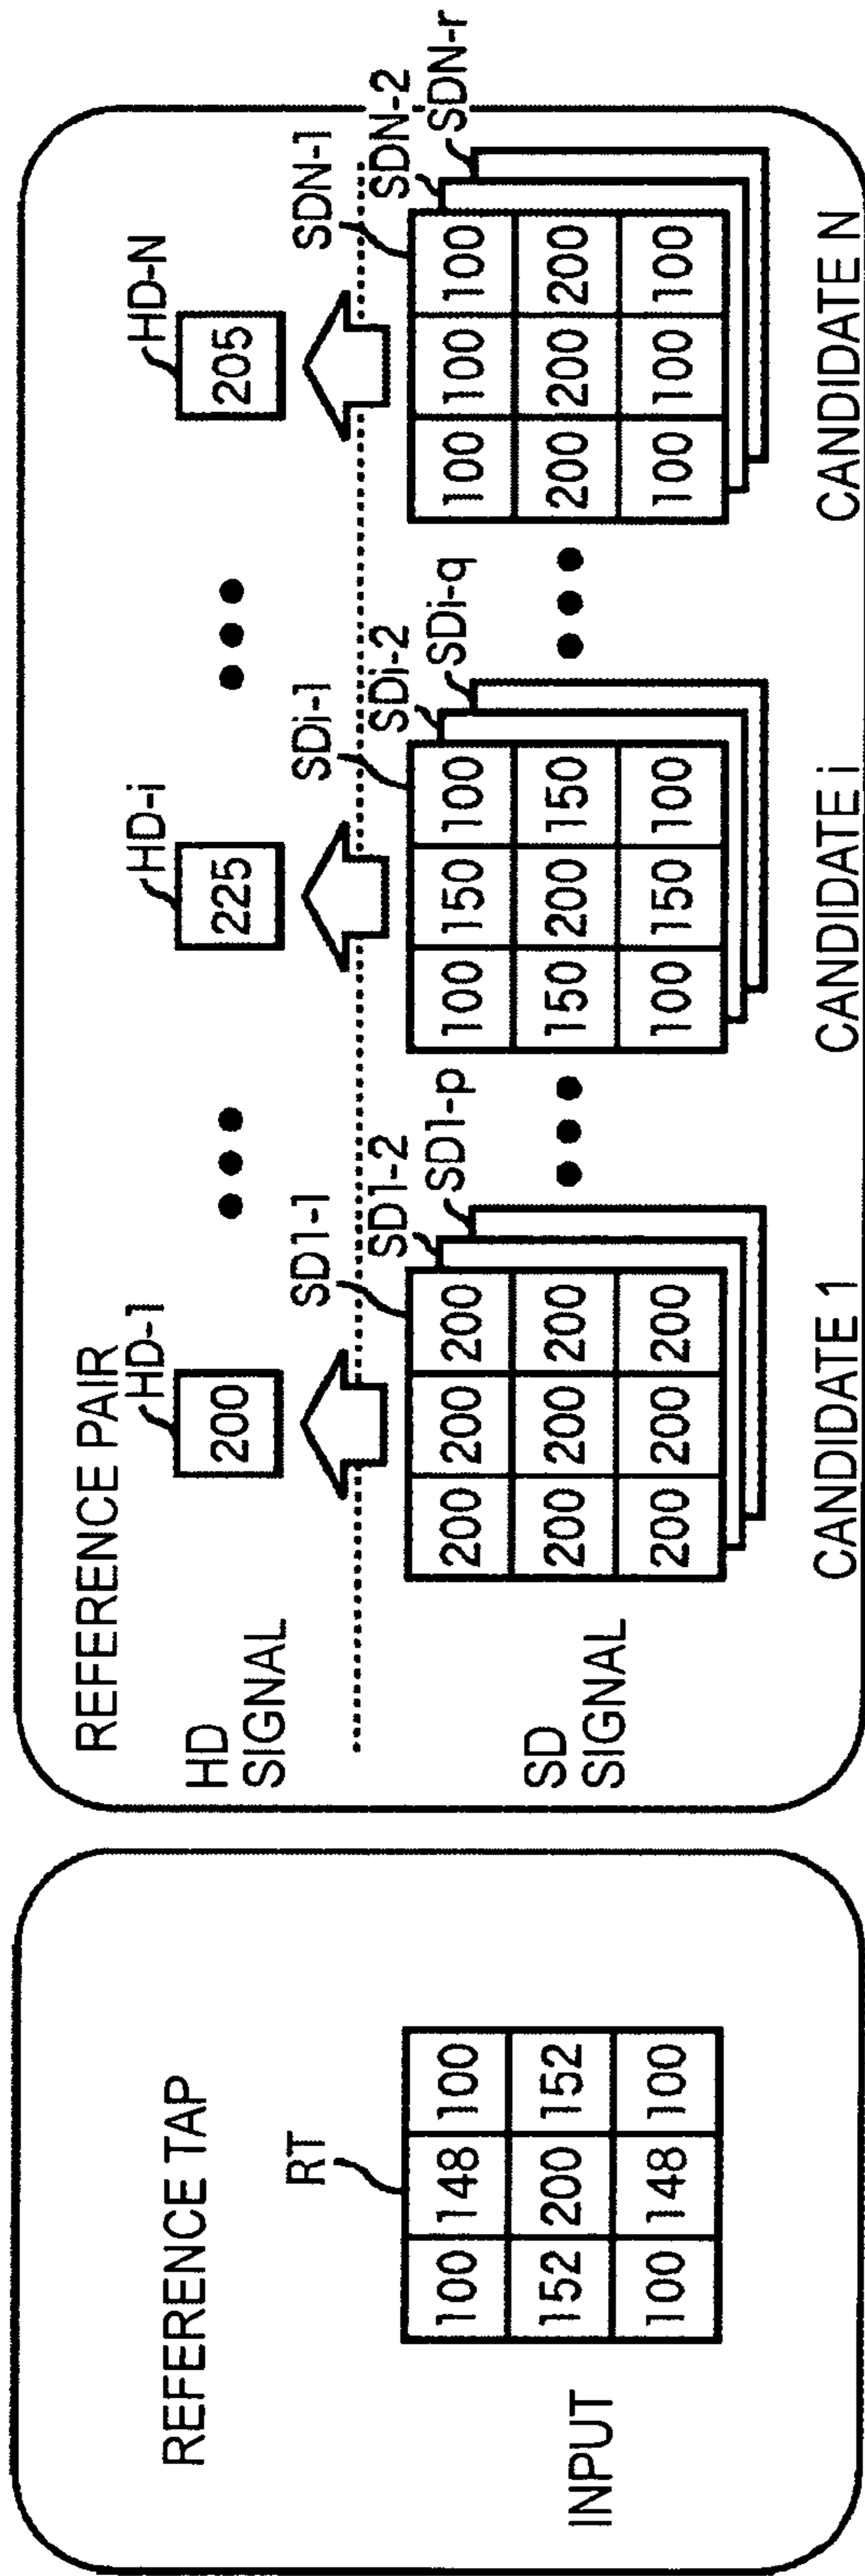 REFERENCE TAP
RT
100 148 100
152 200 152
100 148 100
INPUT
REFERENCE PAIR
HD
SIGNAL
HD-1
200
HD-i
225
HD-N
205
SD
SIGNAL
SD1-1
SD1-2
SD1-p
200 200 200
200 200 200
200 200 200
CANDIDATE 1
SDi-1
SDi-2
SDi-q
100 150 100
150 200 150
100 150 100
CANDIDATE i
SDN-1
SDN-2
SDN-r
100 100 100
200 200 200
100 100 100
CANDIDATE N